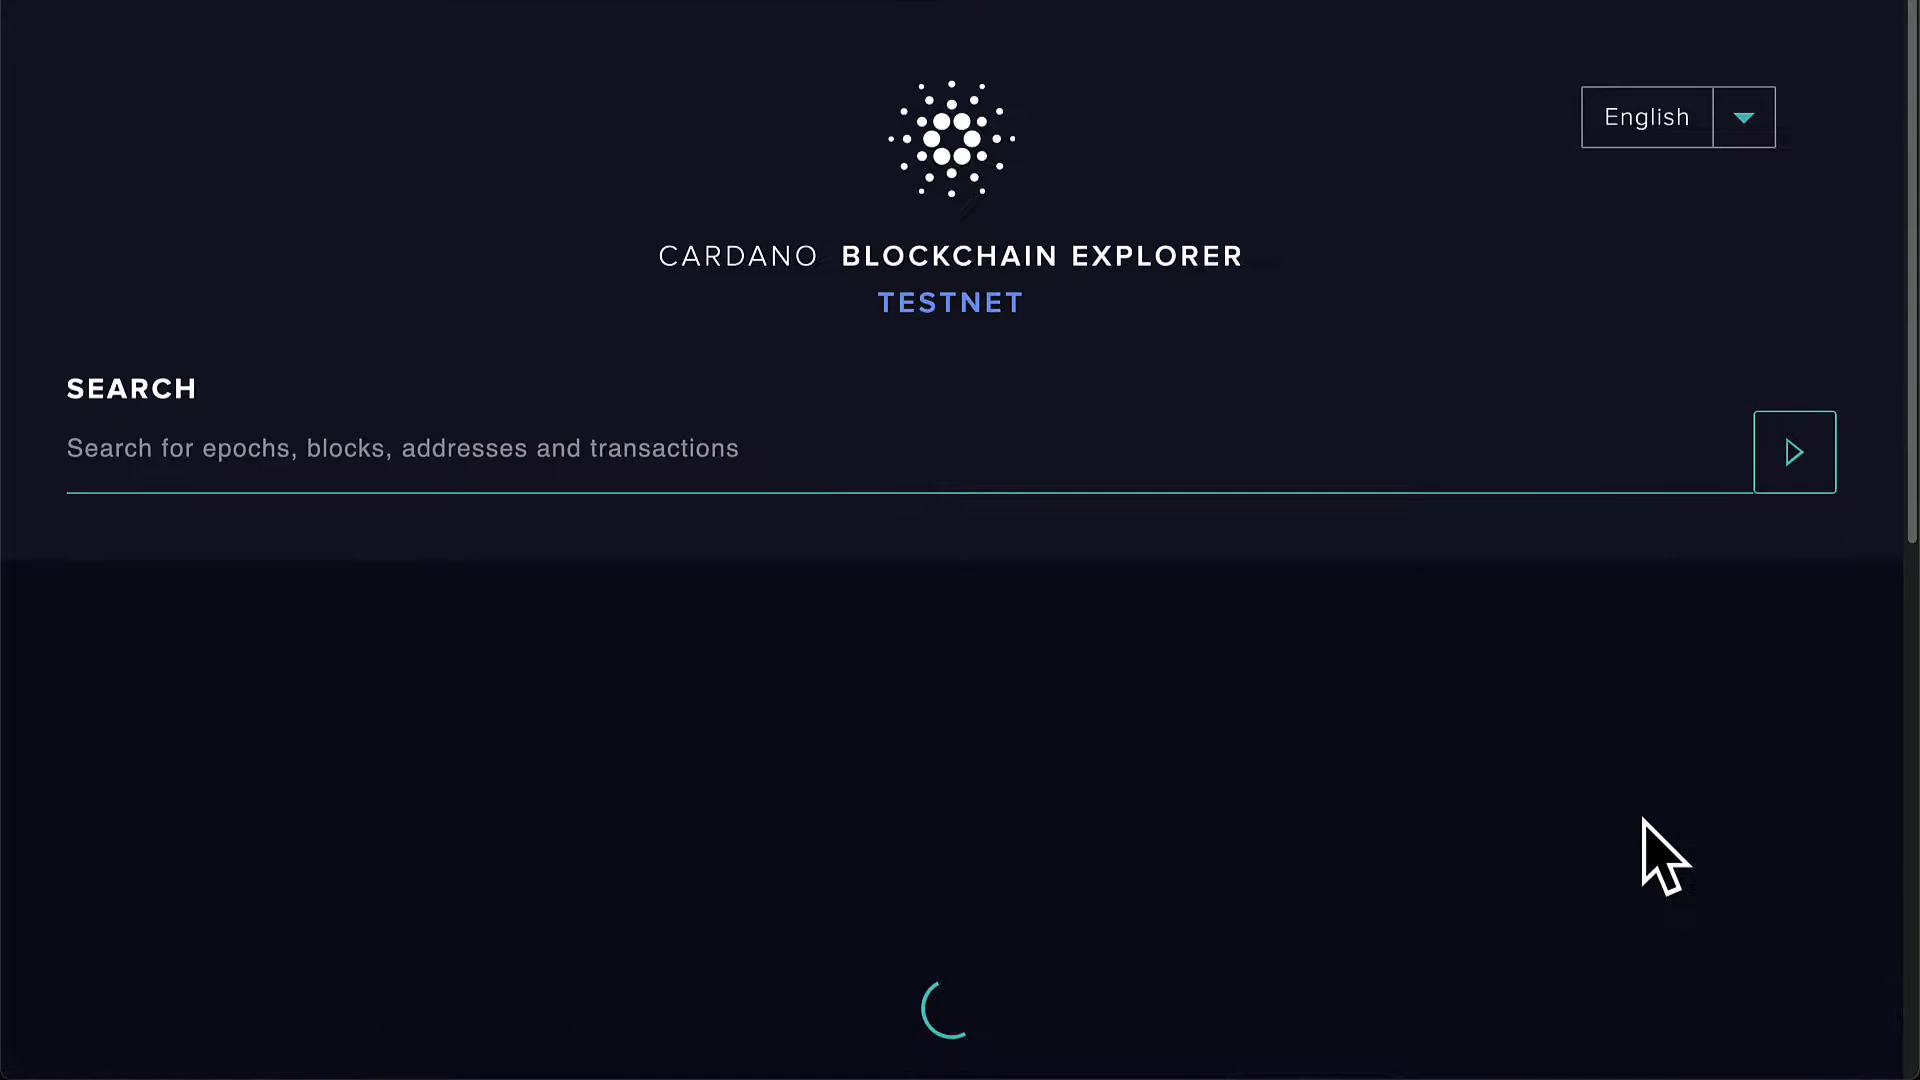 English
CARDANO BLOCKCHAIN EXPLORER
TESTNET
SEARCH
Search for epochs, blocks, addresses and transactions